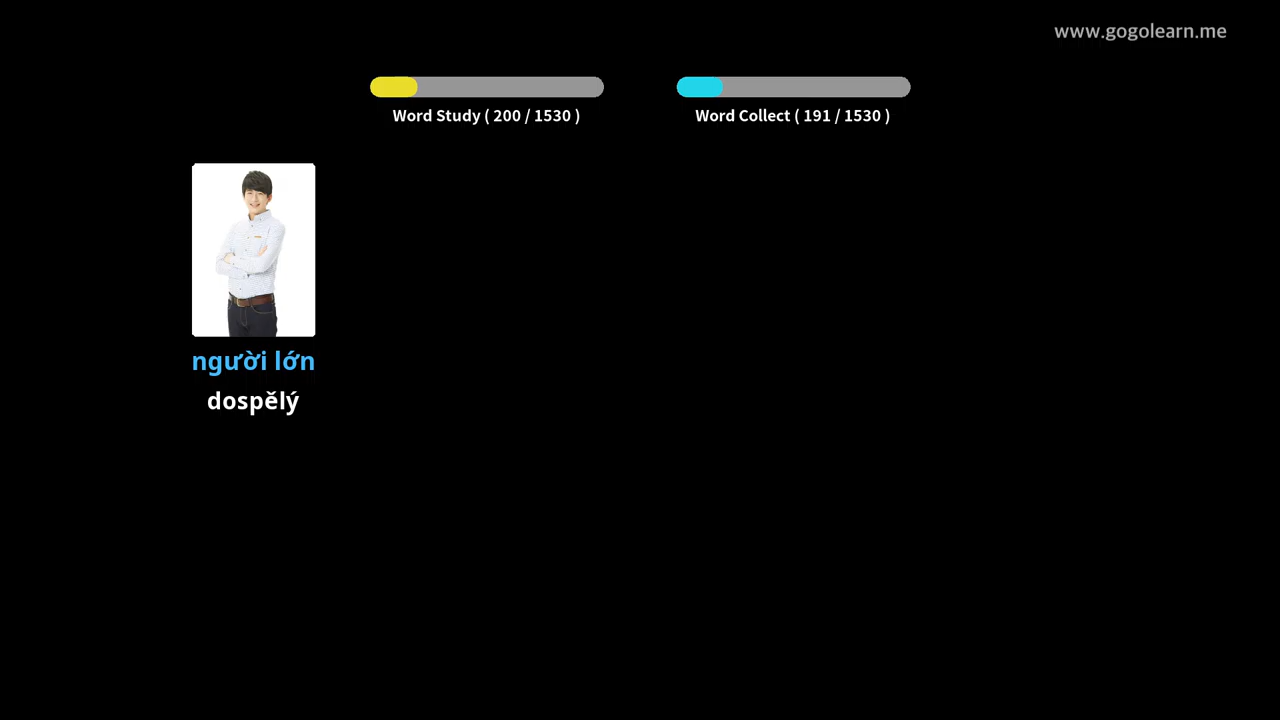 www.gogolearn.me
Word Study ( 200 / 1530 )
Word Collect ( 191 / 1530 )
người lớn
dospělý